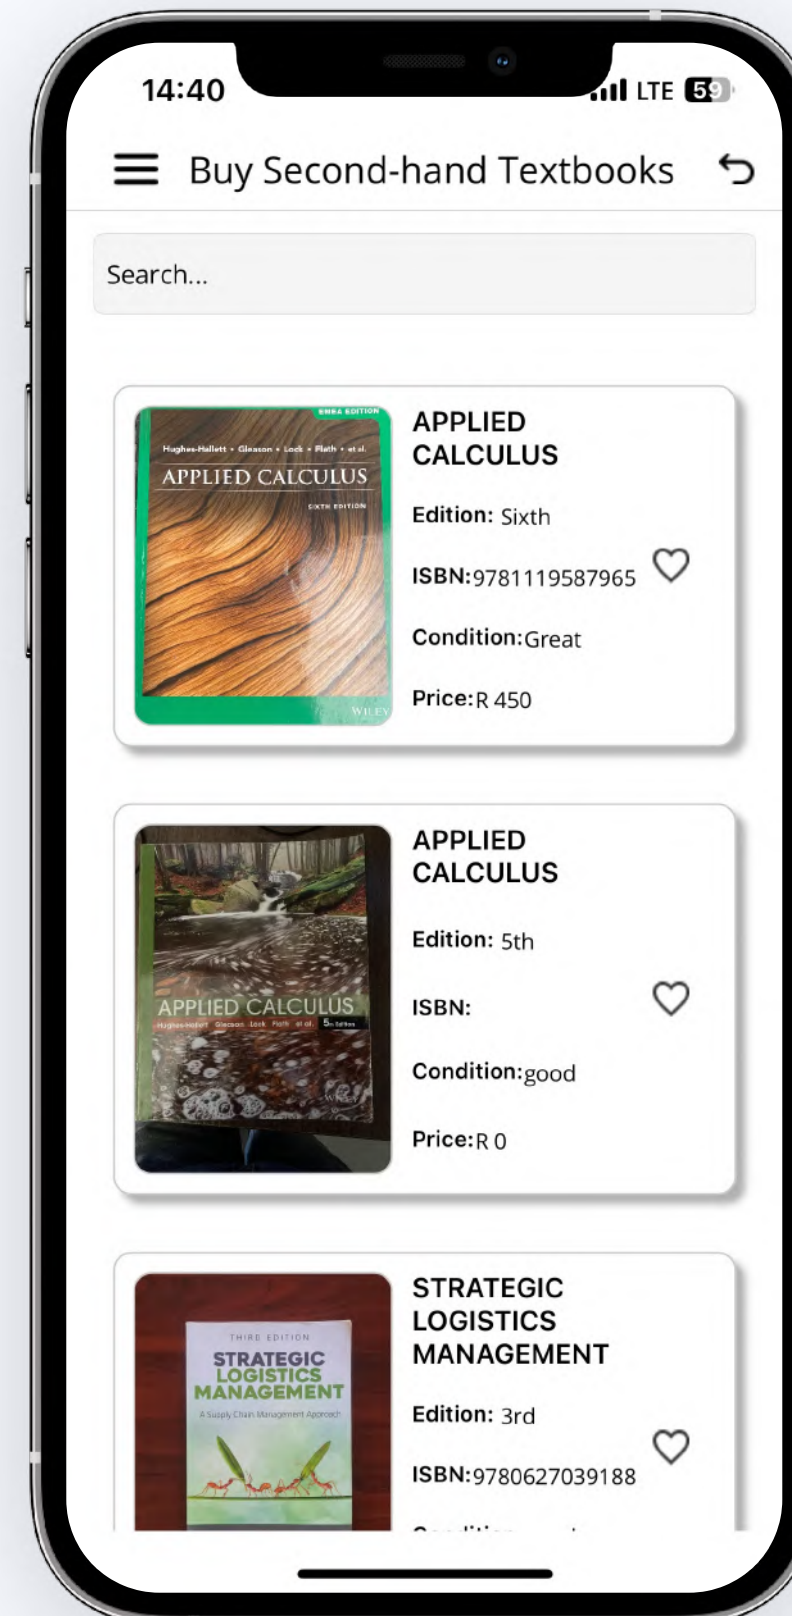 14:40
LTE 59
Buy Second-hand Textbooks
Search...
EMEA EDITION
Hughes-Hallett • Gleason • Lock • Flath • et al.
APPLIED CALCULUS
SIXTH EDITION
WILEY
APPLIED
CALCULUS
Edition: Sixth
ISBN:9781119587965
Condition:Great
Price:R 450
APPLIED CALCULUS
Hughes-Hallett Gleason Lock Flath et al. 5th Edition
WILEY
APPLIED
CALCULUS
Edition: 5th
ISBN:
Condition:good
Price:R 0
THIRD EDITION
STRATEGIC
LOGISTICS
MANAGEMENT
A Supply Chain Management Approach
STRATEGIC
LOGISTICS
MANAGEMENT
Edition: 3rd
ISBN:9780627039188